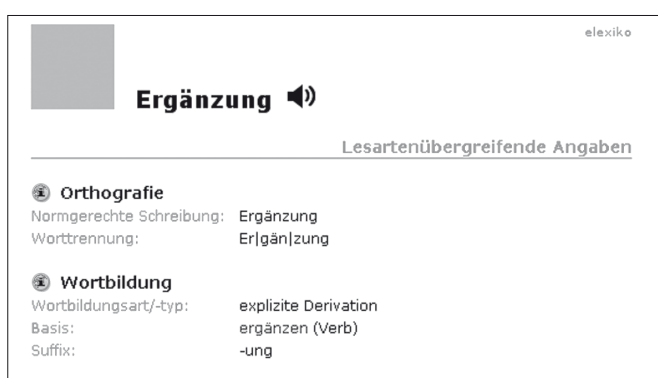 elexiko
Ergänzung
Lesartenübergreifende Angaben
Orthografie
Normgerechte Schreibung: Ergänzung
Worttrennung: Er|gän|zung
Wortbildung
Wortbildungsart/-typ: explizite Derivation
Basis: ergänzen (Verb)
Suffix: -ung